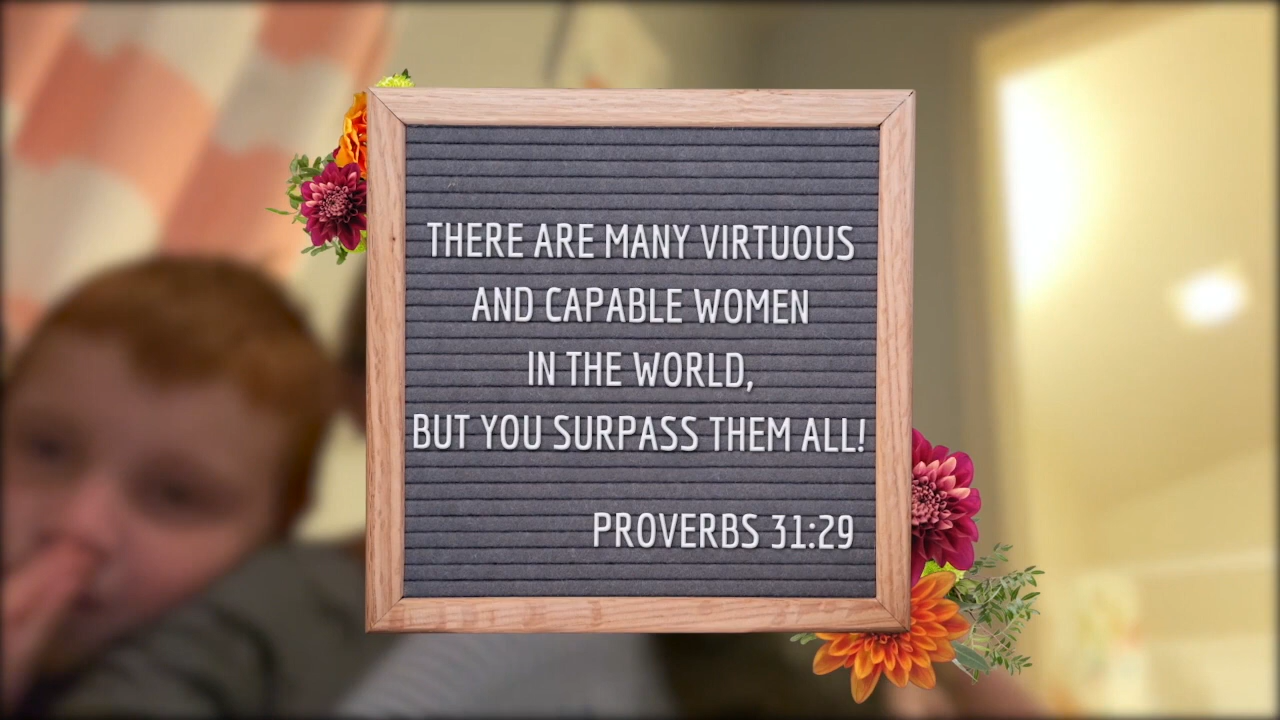 THERE ARE MANY VIRTUOUS
AND CAPABLE WOMEN
IN THE WORLD,
BUT YOU SURPASS THEM ALL!
PROVERBS 31:29